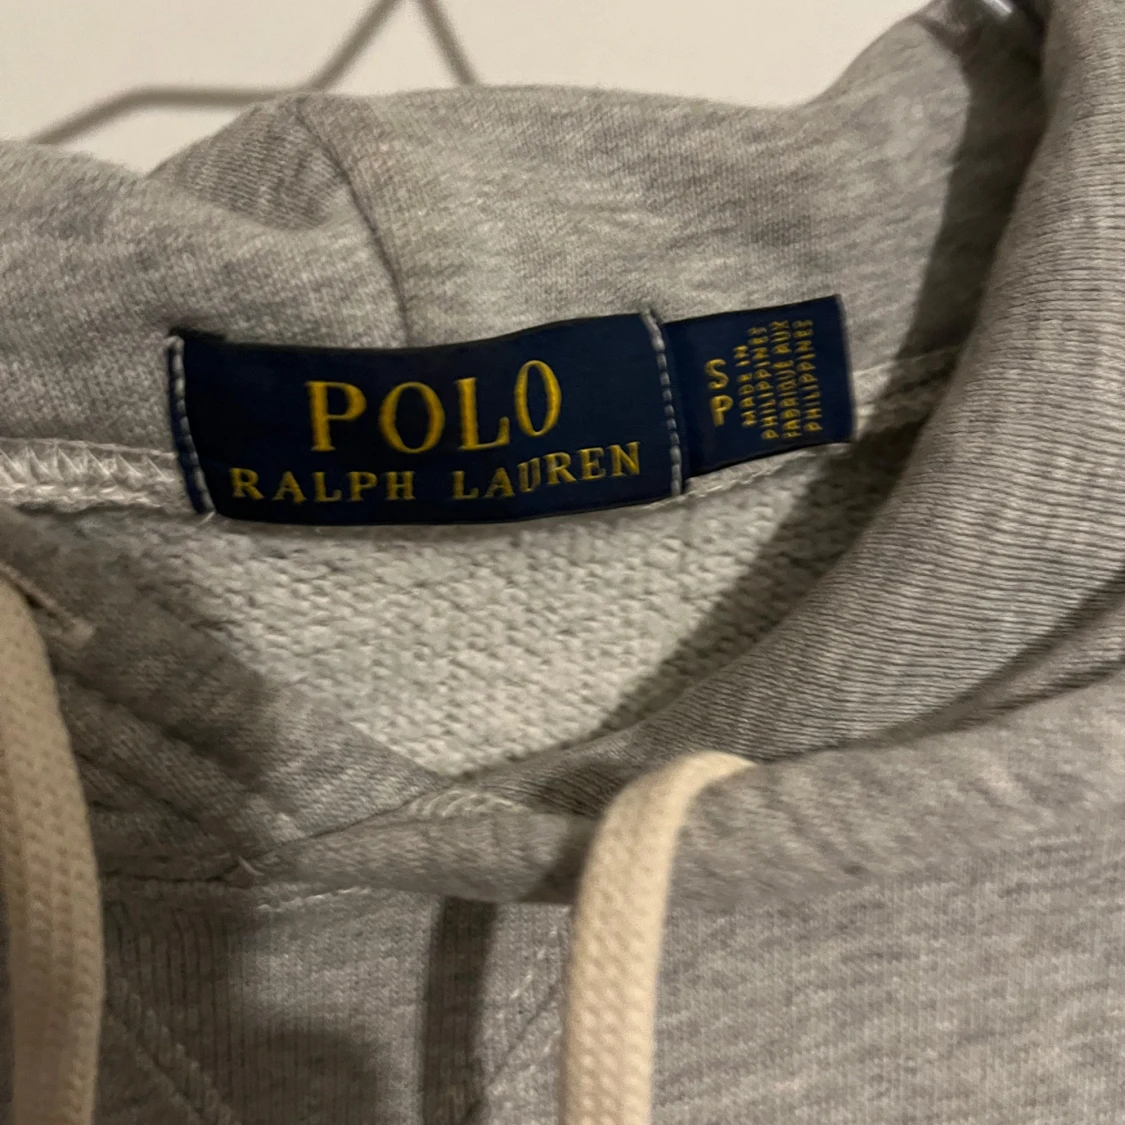 POLO
RALPH LAUREN
S
P
MADE IN
PHILIPPINES
FABRIQUÉ AUX
PHILIPPINES